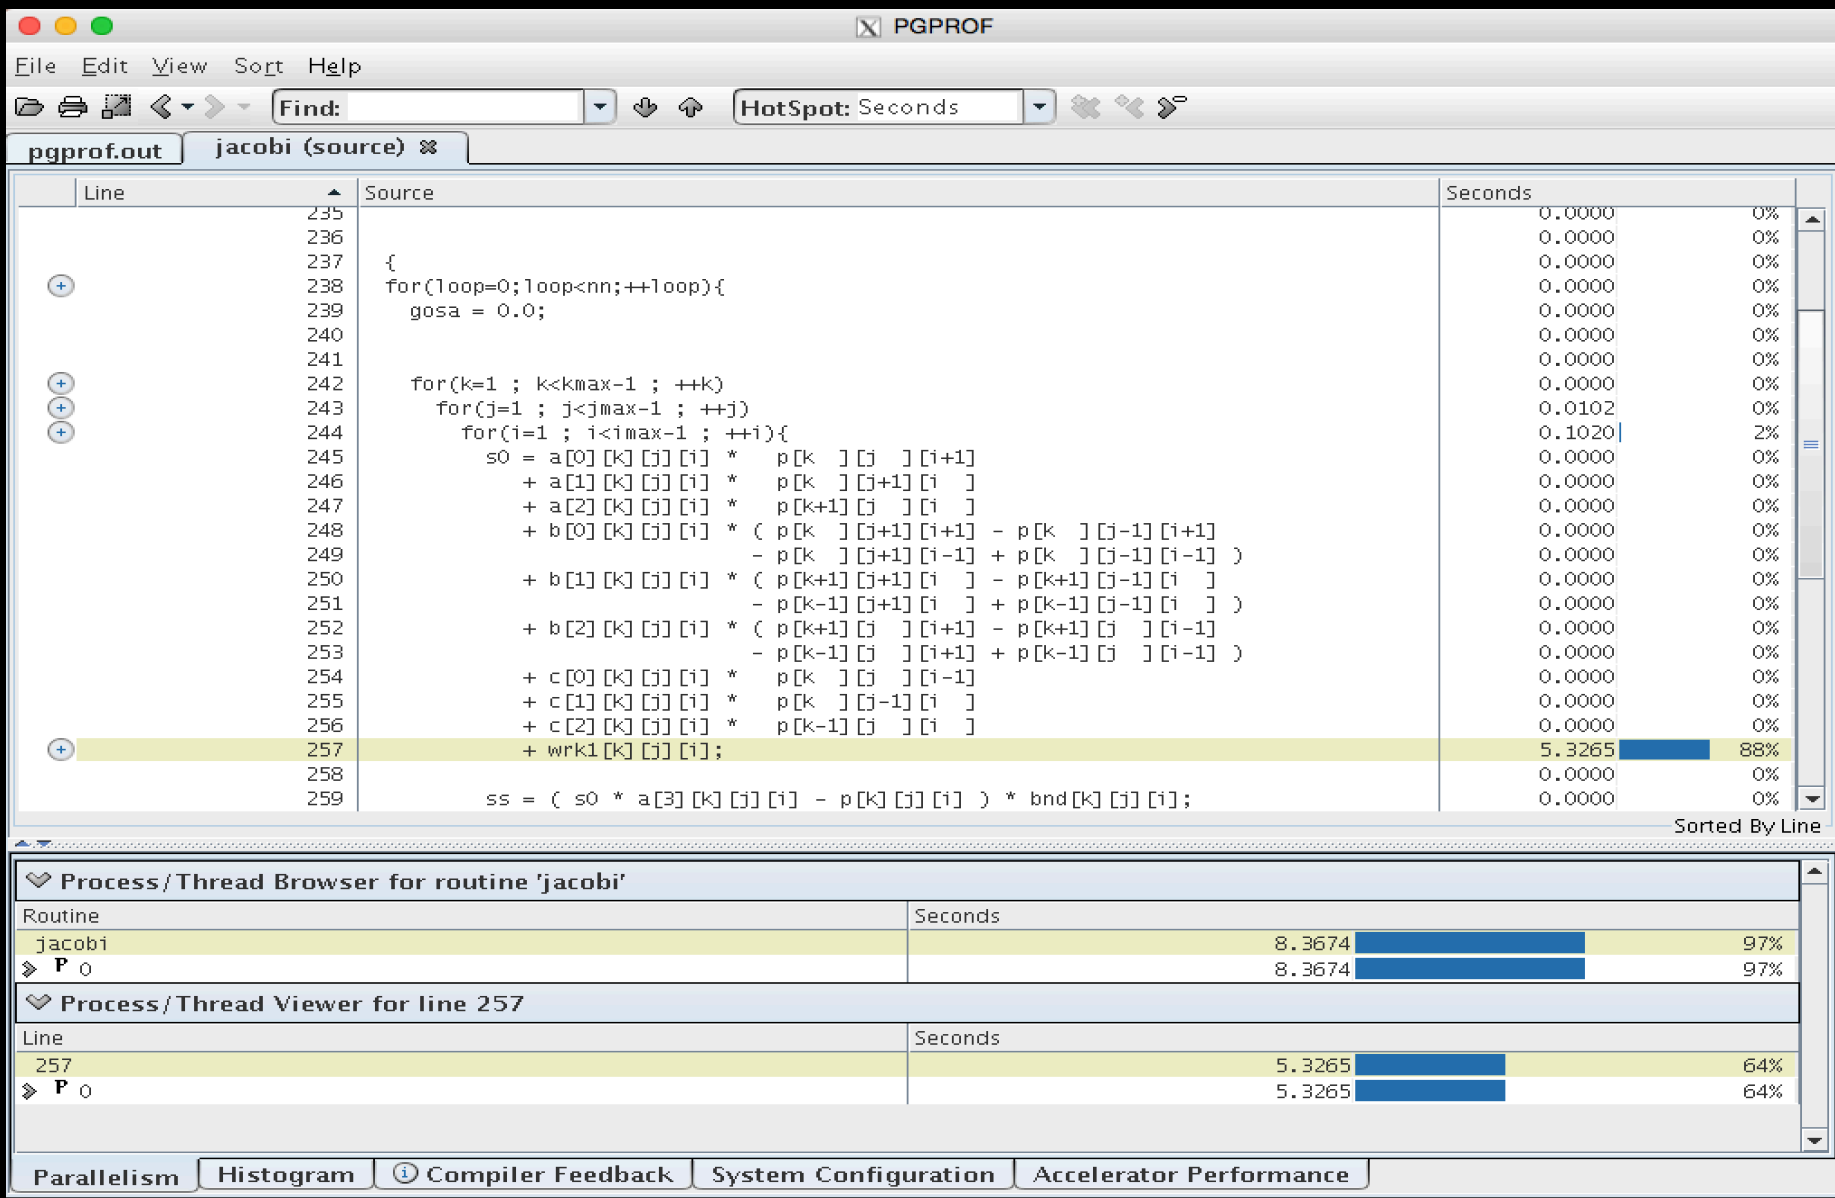 PGPROF
File Edit View Sort Help
Find: HotSpot: Seconds
pgprof.out jacobi (source)
Line Source Seconds
235 0.0000 0%
236 0.0000 0%
237 { 0.0000 0%
238 for(loop=0;loop<nn;++loop){ 0.0000 0%
239 gosa = 0.0; 0.0000 0%
240 0.0000 0%
241 0.0000 0%
242 for(k=1 ; k<kmax-1 ; ++k) 0.0000 0%
243 for(j=1 ; j<jmax-1 ; ++j) 0.0102 0%
244 for(i=1 ; i<imax-1 ; ++i){ 0.1020 2%
245 s0 = a[0][k][j][i] * p[k ][j ][i+1] 0.0000 0%
246 + a[1][k][j][i] * p[k ][j+1][i ] 0.0000 0%
247 + a[2][k][j][i] * p[k+1][j ][i ] 0.0000 0%
248 + b[0][k][j][i] * ( p[k ][j+1][i+1] - p[k ][j-1][i+1] 0.0000 0%
249 - p[k ][j+1][i-1] + p[k ][j-1][i-1] ) 0.0000 0%
250 + b[1][k][j][i] * ( p[k+1][j+1][i ] - p[k+1][j-1][i ] 0.0000 0%
251 - p[k-1][j+1][i ] + p[k-1][j-1][i ] ) 0.0000 0%
252 + b[2][k][j][i] * ( p[k+1][j ][i+1] - p[k+1][j ][i-1] 0.0000 0%
253 - p[k-1][j ][i+1] + p[k-1][j ][i-1] ) 0.0000 0%
254 + c[0][k][j][i] * p[k ][j ][i-1] 0.0000 0%
255 + c[1][k][j][i] * p[k ][j-1][i ] 0.0000 0%
256 + c[2][k][j][i] * p[k-1][j ][i ] 0.0000 0%
257 + wrk1[k][j][i]; 5.3265 88%
258 0.0000 0%
259 ss = ( s0 * a[3][k][j][i] - p[k][j][i] ) * bnd[k][j][i]; 0.0000 0%
Sorted By Line
Process/Thread Browser for routine 'jacobi'
Routine Seconds
jacobi 8.3674 97%
P 0 8.3674 97%
Process/Thread Viewer for line 257
Line Seconds
257 5.3265 64%
P 0 5.3265 64%
Parallelism Histogram Compiler Feedback System Configuration Accelerator Performance